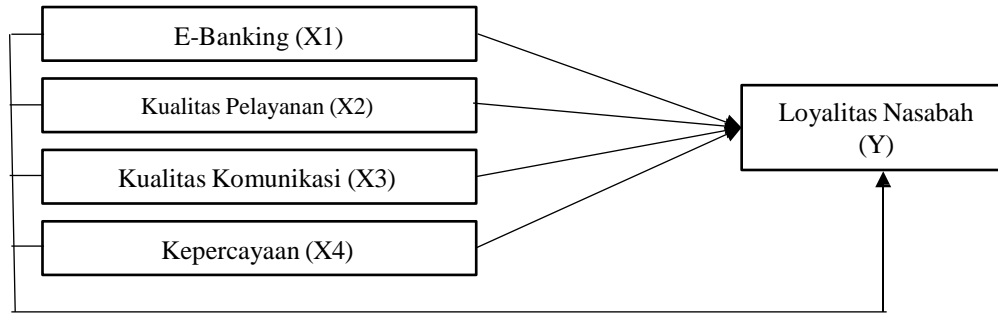 E-Banking (X1)
Kualitas Pelayanan (X2)
Kualitas Komunikasi (X3)
Kepercayaan (X4)
Loyalitas Nasabah
(Y)